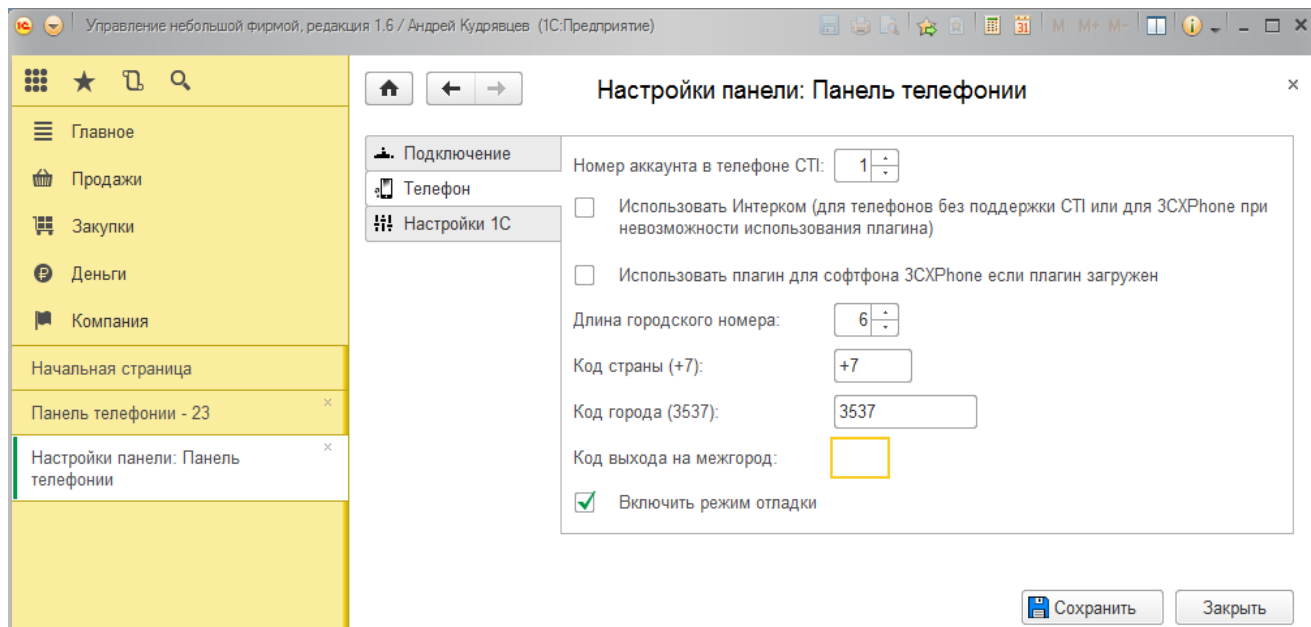 Управление небольшой фирмой, редакция 1.6 / Андрей Кудрявцев (1С:Предприятие)
31
M M+ M-
Главное
Продажи
Закупки
Деньги
Компания
Начальная страница
Панель телефонии - 23
Настройки панели: Панель
телефонии
Настройки панели: Панель телефонии
Подключение
Телефон
Настройки 1С
Номер аккаунта в телефоне CTI: 1
Использовать Интерком (для телефонов без поддержки CTI или для 3CXPhone при
невозможности использования плагина)
Использовать плагин для софтфона 3CXPhone если плагин загружен
Длина городского номера: 6
Код страны (+7): +7
Код города (3537): 3537
Код выхода на межгород:
Включить режим отладки
Сохранить
Закрыть